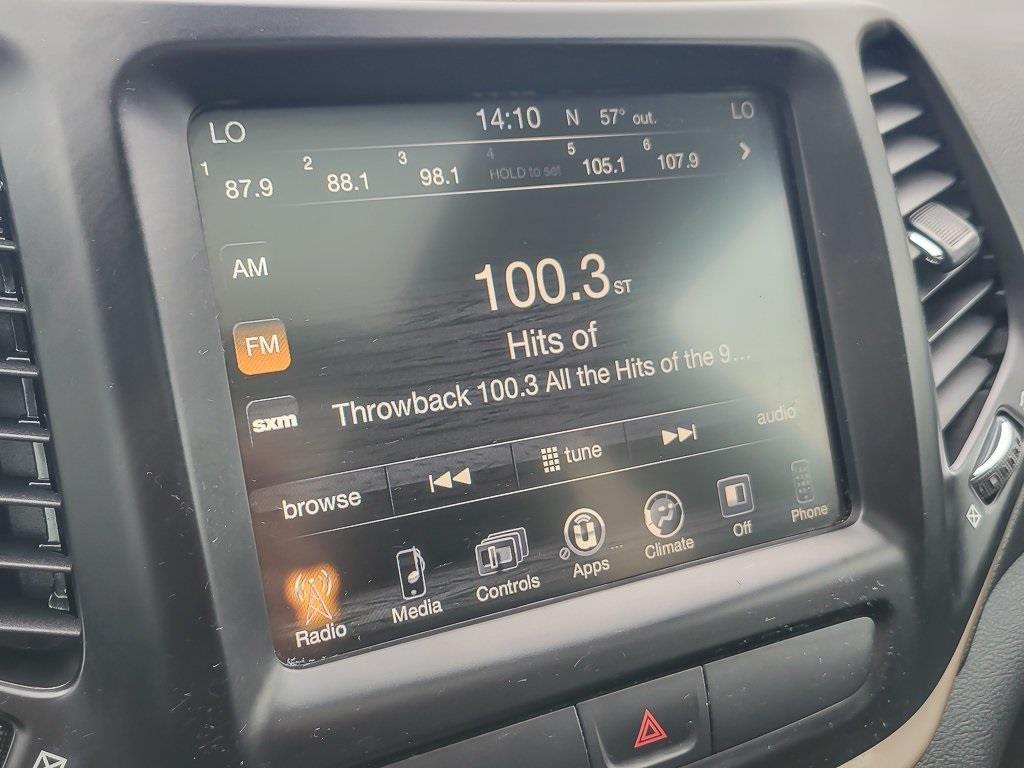 LO 14:10 N 57° out. LO
1 87.9 2 88.1 3 98.1 4 HOLD to set 5 105.1 6 107.9
AM
100.3 ST
FM
Hits of
Throwback 100.3 All the Hits of the 9...
sxm
browse tune audio
Radio Media Controls Apps Climate Off Phone